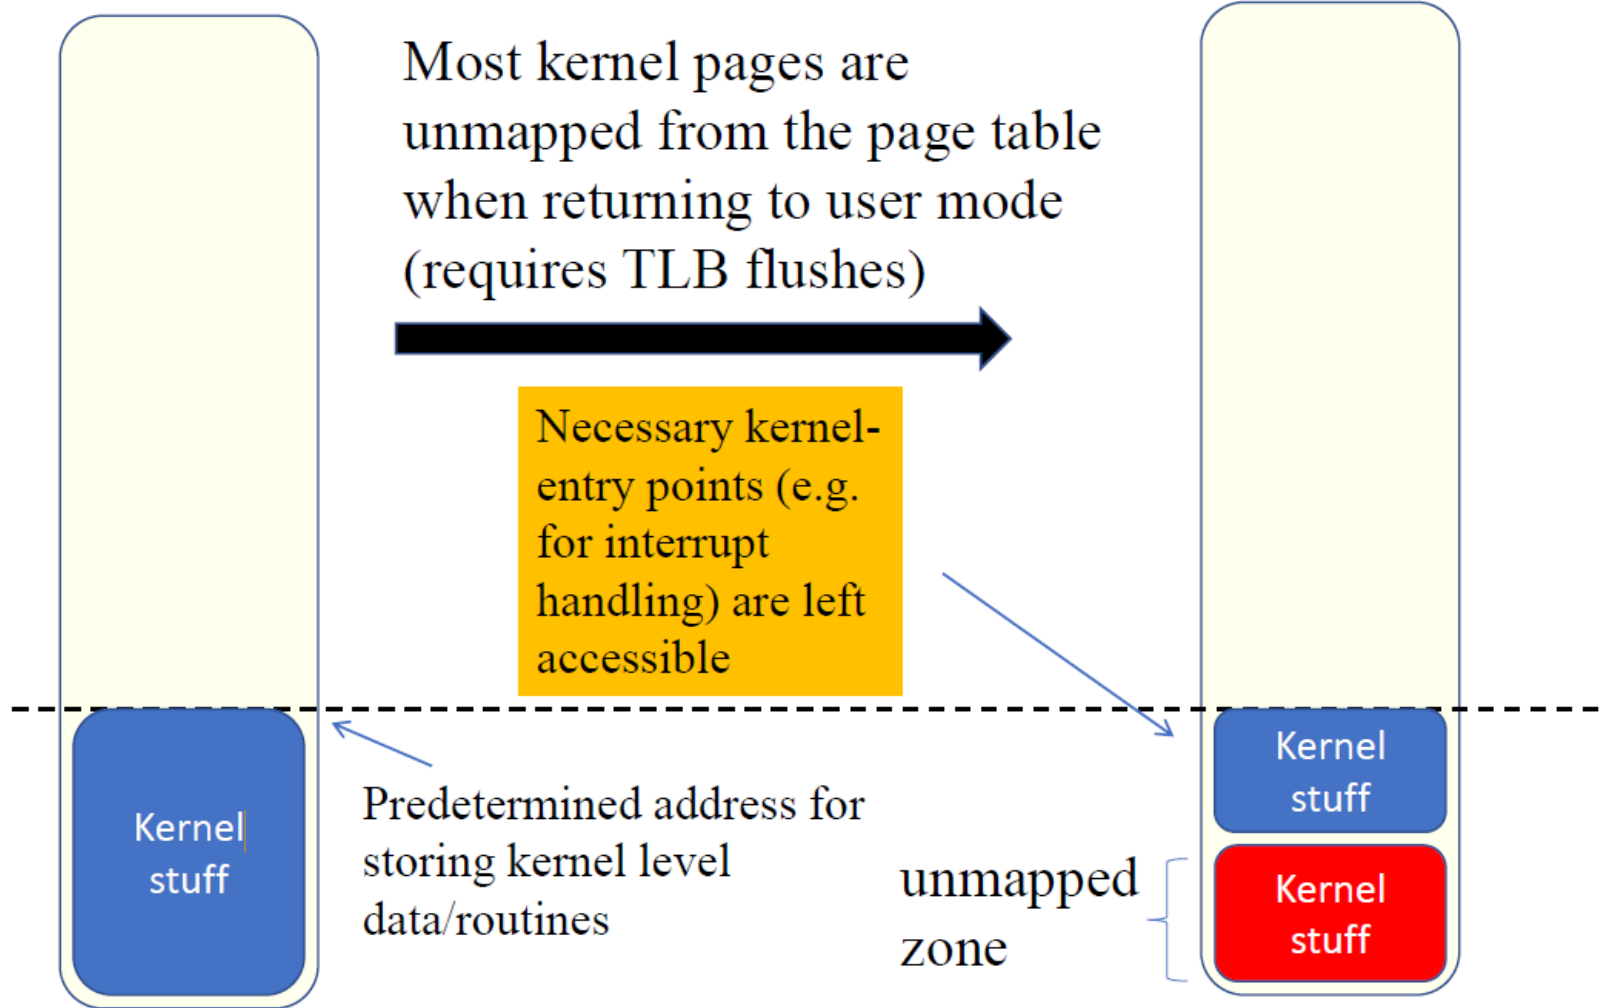 Most kernel pages are
unmapped from the page table
when returning to user mode
(requires TLB flushes)
Necessary kernel-
entry points (e.g.
for interrupt
handling) are left
accessible
Kernel
stuff
Predetermined address for
storing kernel level
data/routines
unmapped
zone
Kernel
stuff
Kernel
stuff